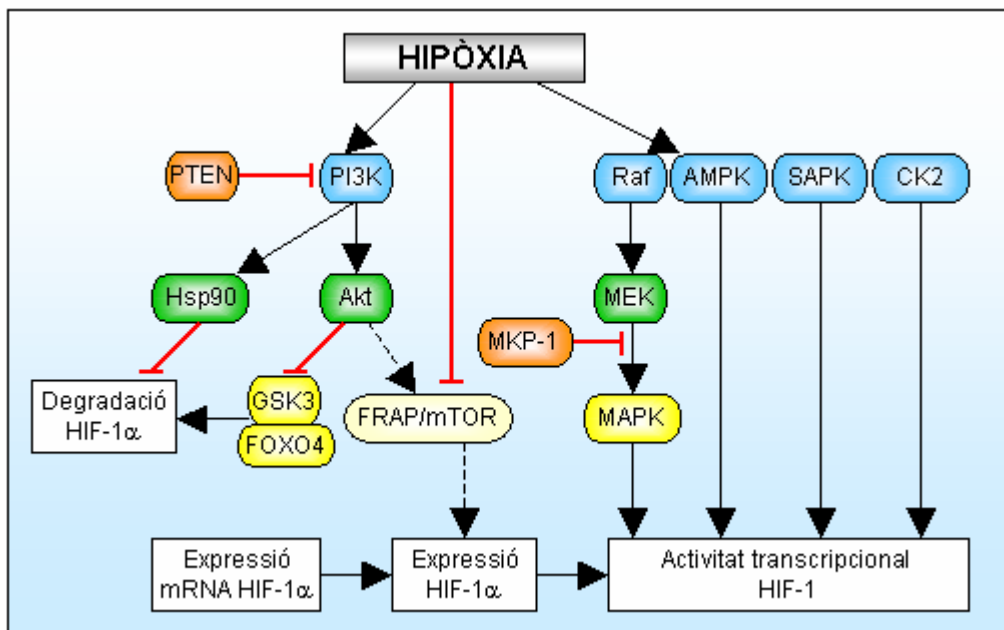 HIPÒXIA
PTEN
PI3K
Raf
AMPK
SAPK
CK2
Hsp90
Akt
MEK
MKP-1
Degradació
HIF-1α
GSK3
FOXO4
FRAP/mTOR
MAPK
Expressió
mRNA HIF-1α
Expressió
HIF-1α
Activitat transcripcional
HIF-1